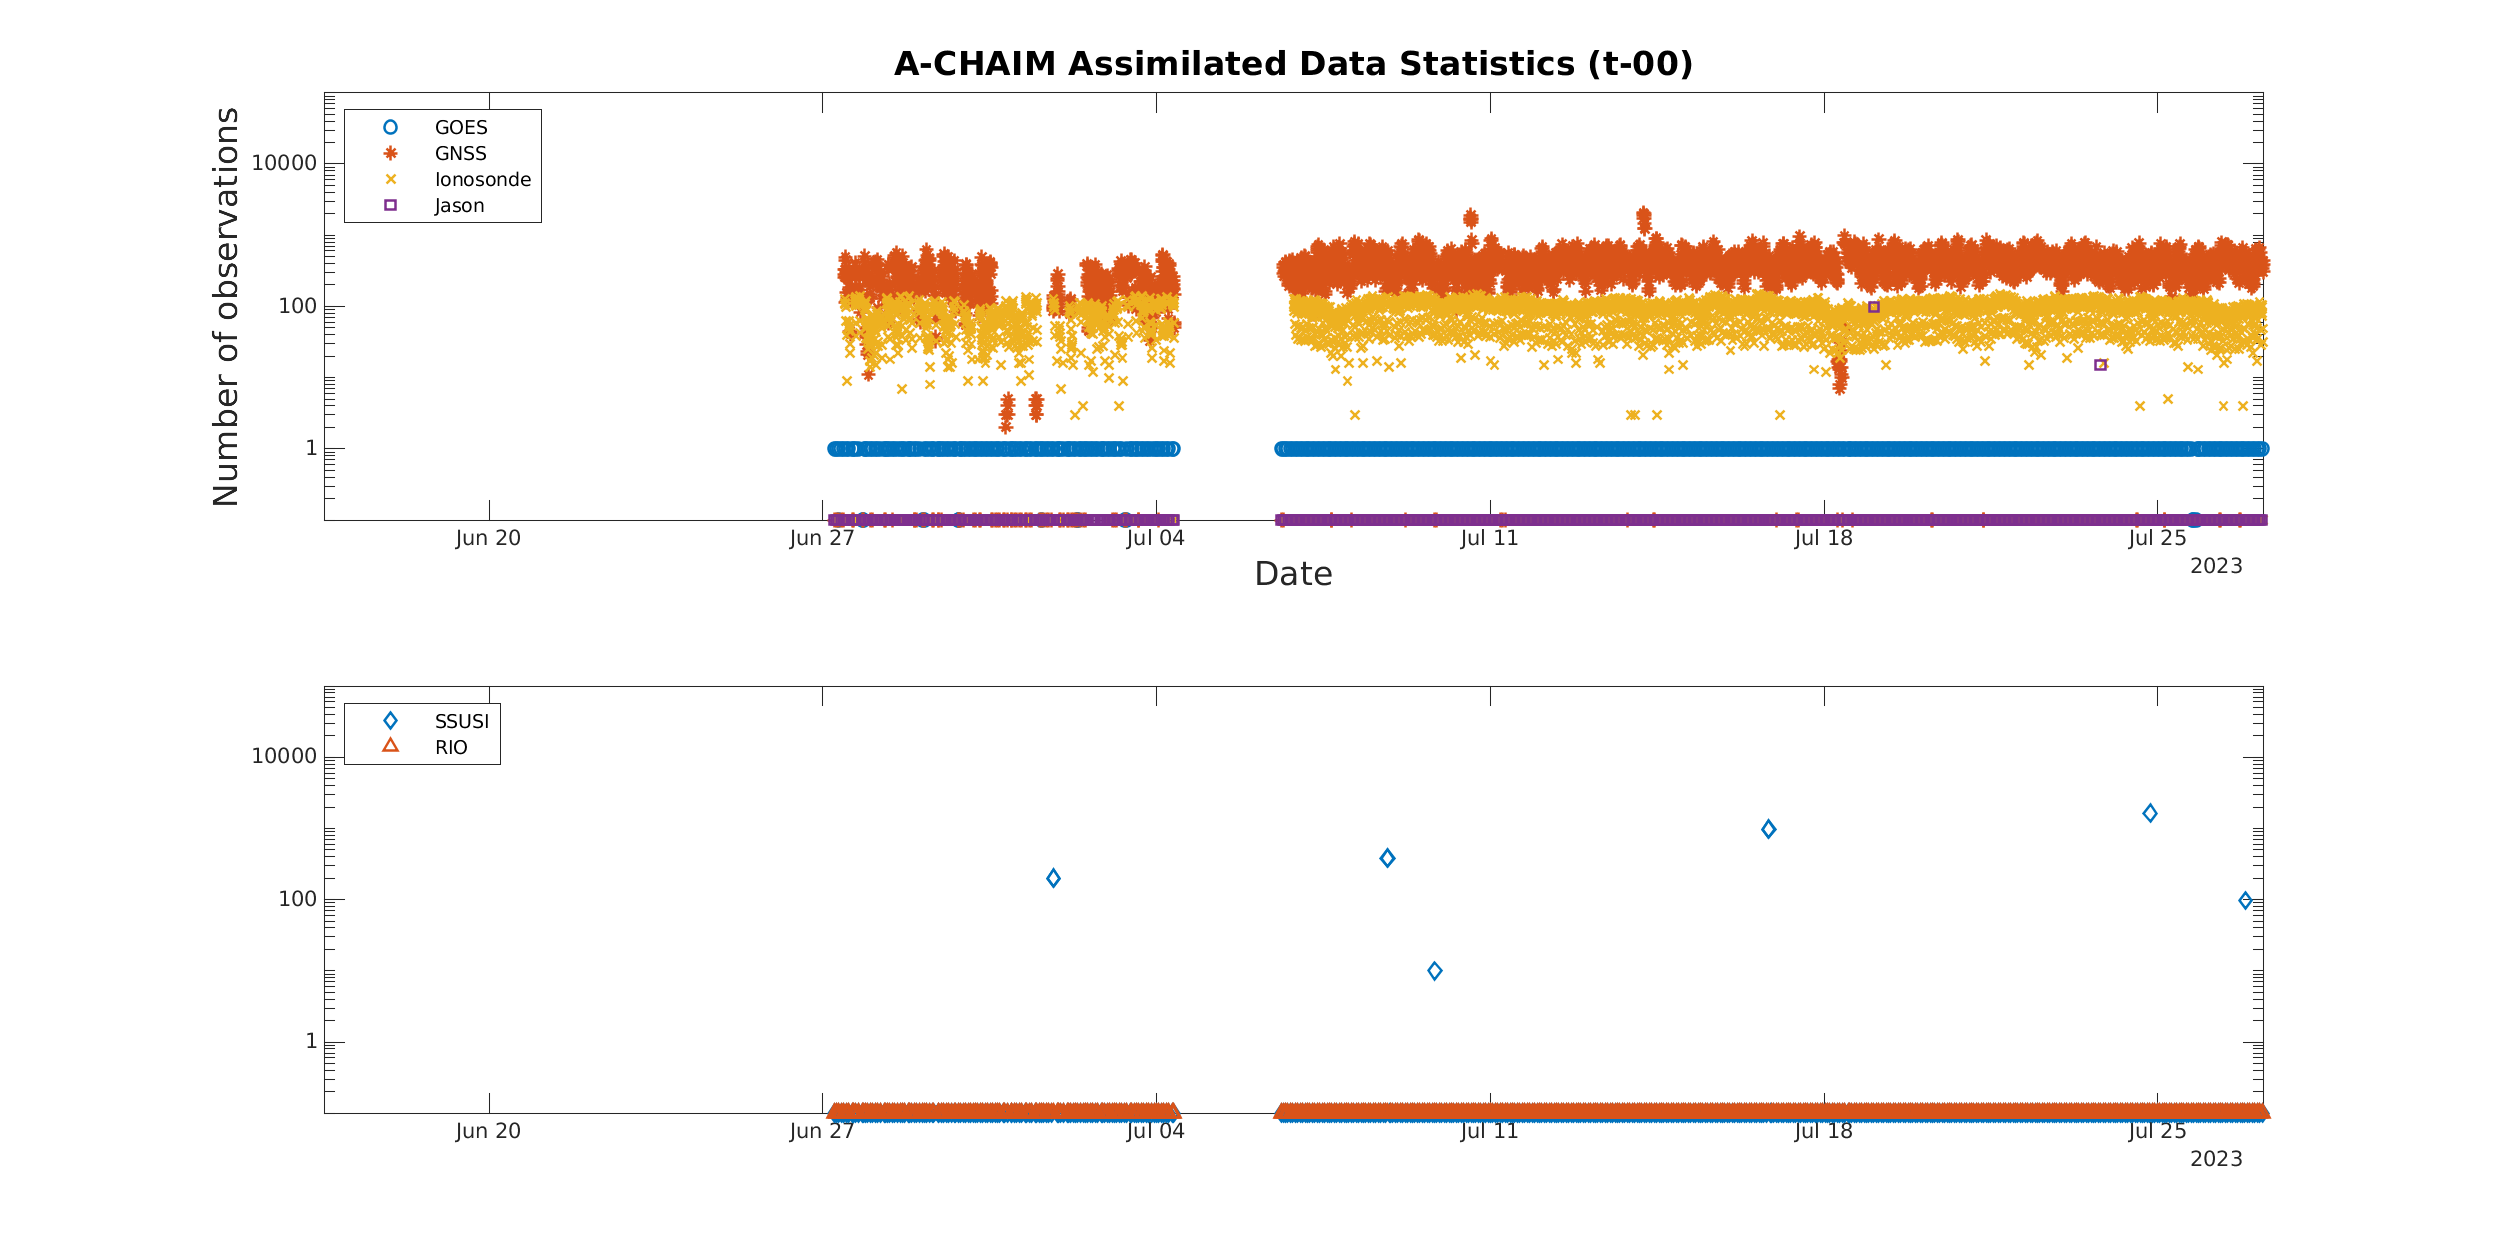 A-CHAIM Assimilated Data Statistics (t-00)
GOES
GNSS
Ionosonde
Jason
Number of observations
10000
100
1
Jun 20
Jun 27
Jul 04
Jul 11
Jul 18
Jul 25
2023
Date
SSUSI
RIO
10000
100
1
Jun 20
Jun 27
Jul 04
Jul 11
Jul 18
Jul 25
2023